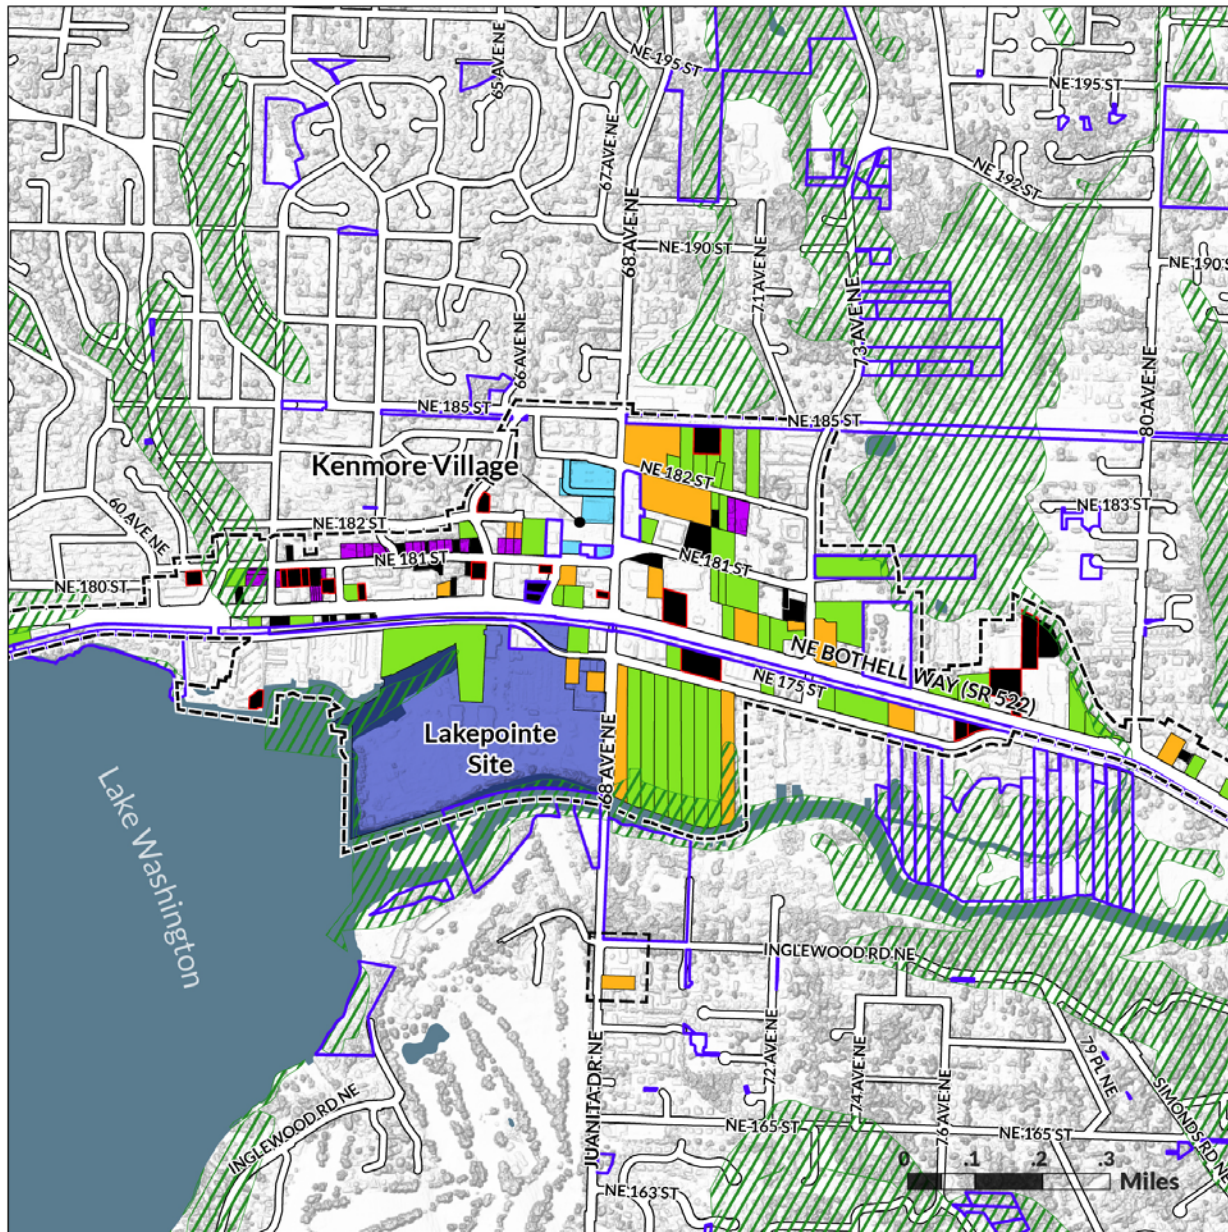 NE 195 ST
65 AVE NE
NE 195 ST
67 AVE NE
NE 192 ST
68 AVE NE
NE 190 ST
71 AVE NE
NE 190 S
73 AVE NE
66 AVE NE
80 AVE NE
NE 185 ST
NE 185 ST
Kenmore Village
NE 182 ST
NE 183 ST
60 AVE NE
NE 182 ST
NE 181 ST
NE 181 ST
NE 180 ST
NE BOTHELL WAY (SR 522)
NE 175 ST
Lakepointe
Site
68 AVE NE
Lake Washington
INGLEWOOD RD NE
JUANITA DR NE
72 AVE NE
74 AVE NE
76 AVE NE
79 PL NE
SIMONDS RD NE
INGLEWOOD RD NE
NE 165 ST
NE 165 ST
0 .1 .2 .3
Miles
NE 163 ST